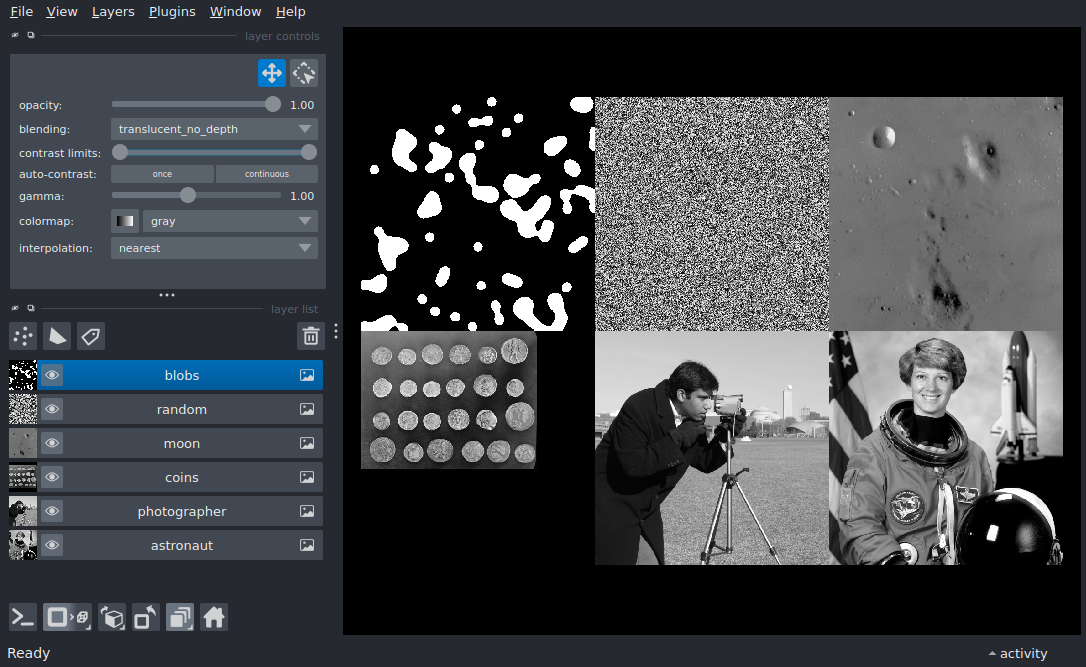 File View Layers Plugins Window Help
layer controls
opacity: 1.00
blending: translucent_no_depth
contrast limits:
auto-contrast: once continuous
gamma: 1.00
colormap: gray
interpolation: nearest
layer list
blobs
random
moon
coins
photographer
astronaut
Ready
activity